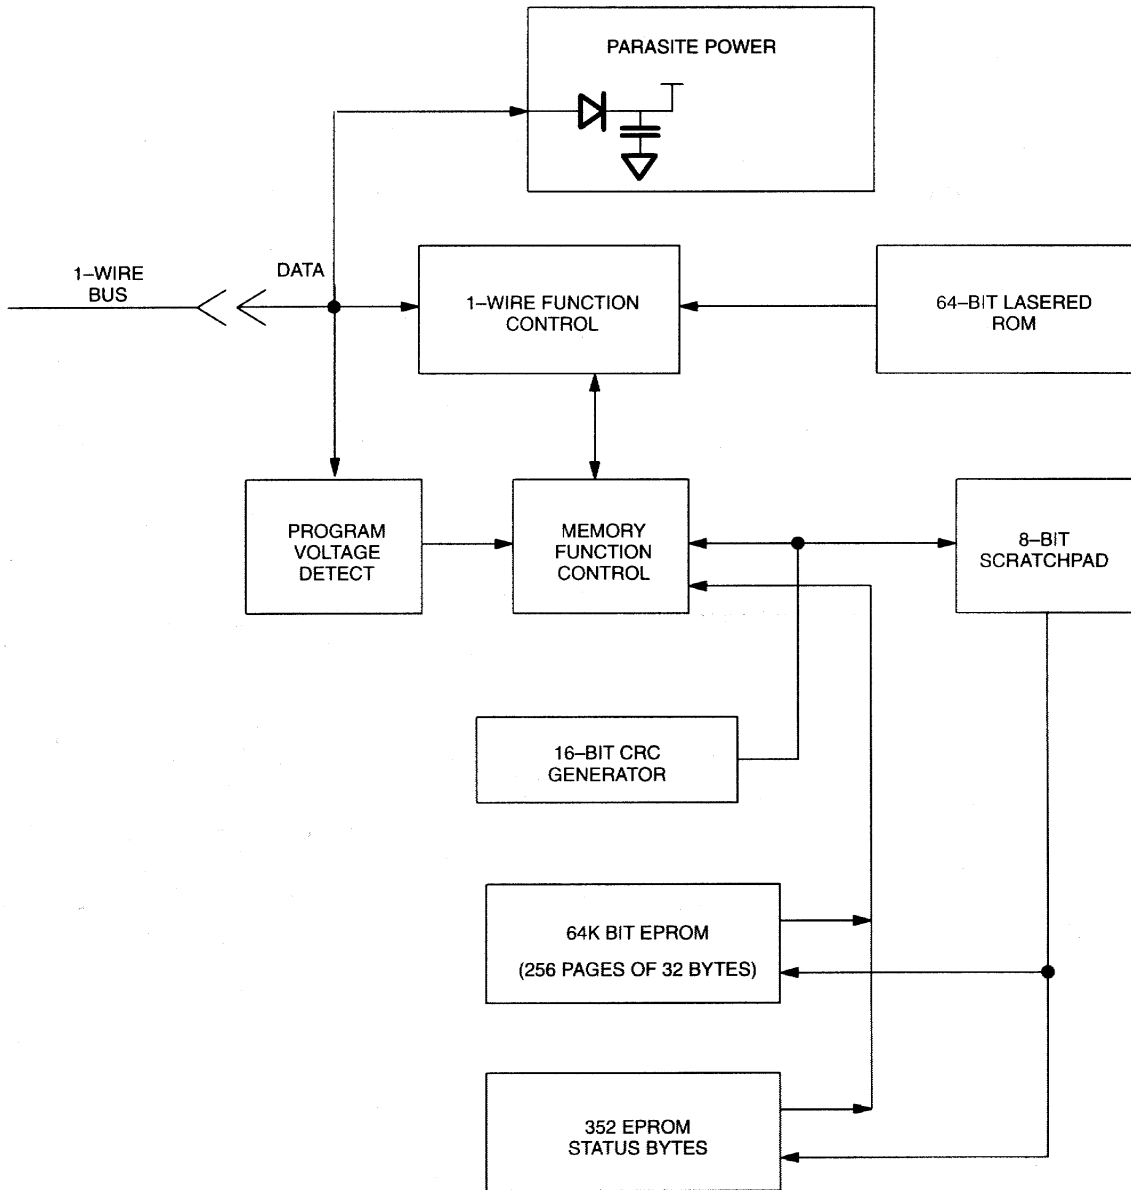 PARASITE POWER
1–WIRE
BUS
DATA
1–WIRE FUNCTION
CONTROL
64–BIT LASERED
ROM
PROGRAM
VOLTAGE
DETECT
MEMORY
FUNCTION
CONTROL
8–BIT
SCRATCHPAD
16–BIT CRC
GENERATOR
64K BIT EPROM
(256 PAGES OF 32 BYTES)
352 EPROM
STATUS BYTES